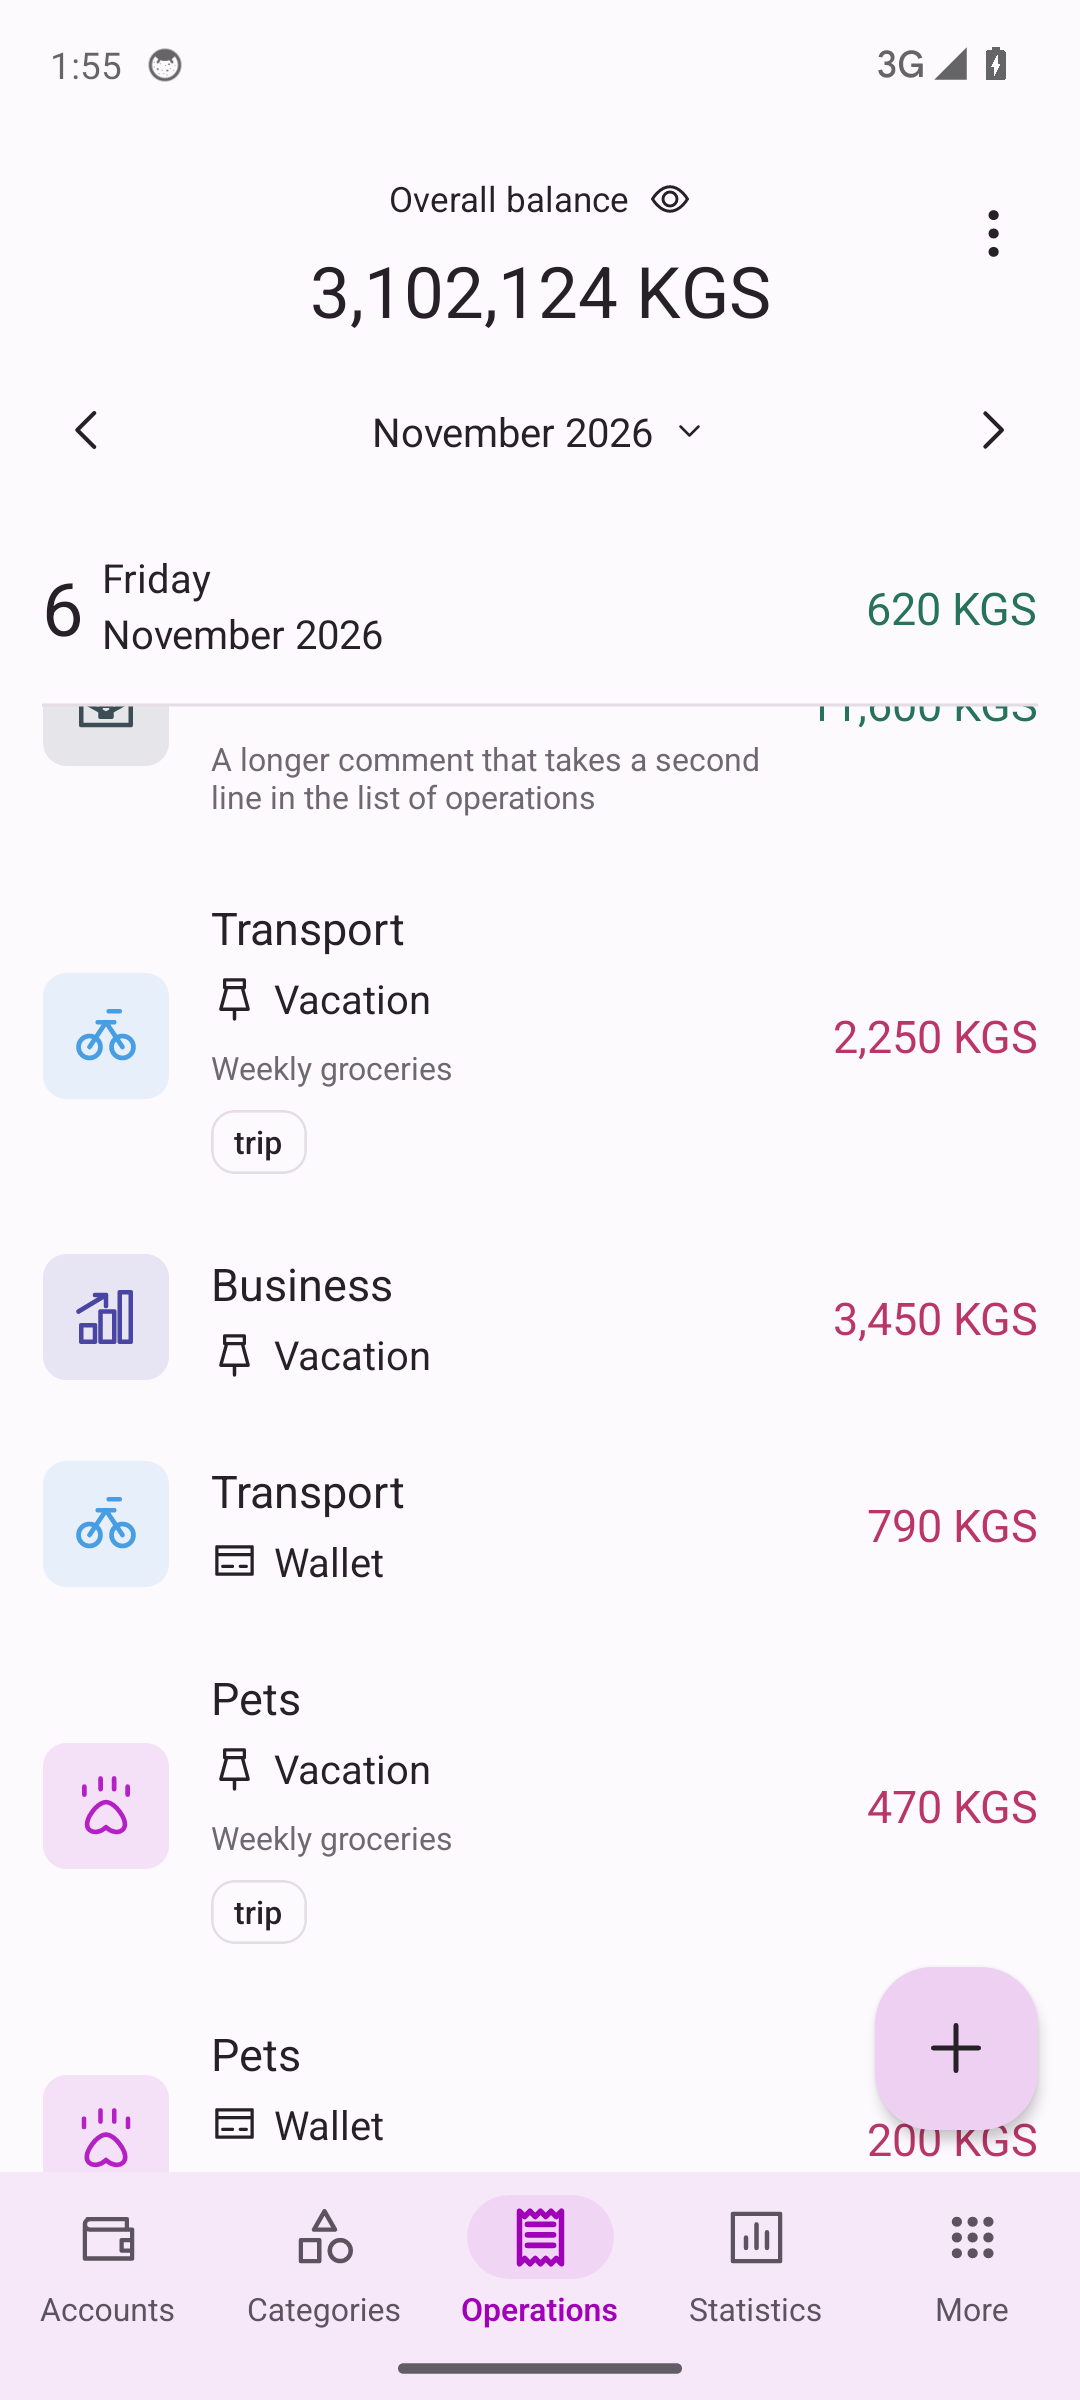 1:55
3G
Overall balance
3,102,124 KGS
November 2026
6
Friday
November 2026
620 KGS
11,600 KGS
A longer comment that takes a second
line in the list of operations
Transport
Vacation
2,250 KGS
Weekly groceries
trip
Business
Vacation
3,450 KGS
Transport
Wallet
790 KGS
Pets
Vacation
470 KGS
Weekly groceries
trip
Pets
Wallet
200 KGS
Accounts
Categories
Operations
Statistics
More